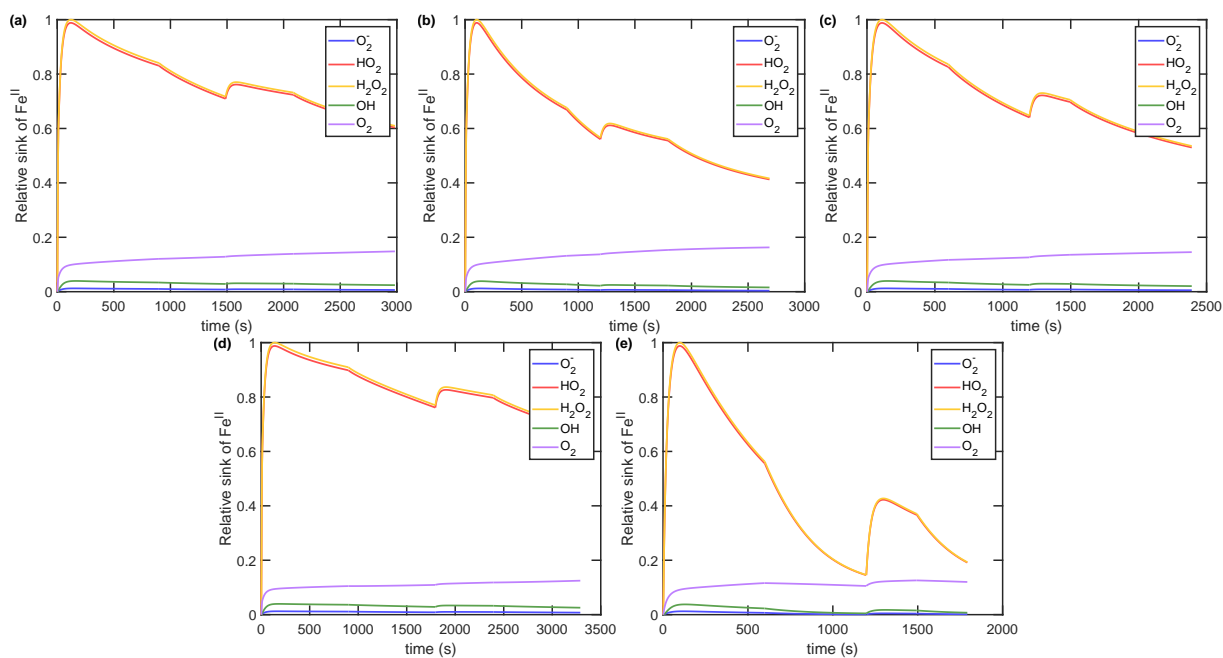 (a)
Relative sink of Fe^II
1
0.8
0.6
0.4
0.2
0
0 500 1000 1500 2000 2500 3000
time (s)
O2-
HO2
H2O2
OH
O2
(b)
Relative sink of Fe^II
1
0.8
0.6
0.4
0.2
0
0 500 1000 1500 2000 2500 3000
time (s)
O2-
HO2
H2O2
OH
O2
(c)
Relative sink of Fe^II
1
0.8
0.6
0.4
0.2
0
0 500 1000 1500 2000 2500
time (s)
O2-
HO2
H2O2
OH
O2
(d)
Relative sink of Fe^II
1
0.8
0.6
0.4
0.2
0
0 500 1000 1500 2000 2500 3000 3500
time (s)
O2-
HO2
H2O2
OH
O2
(e)
Relative sink of Fe^II
1
0.8
0.6
0.4
0.2
0
0 500 1000 1500 2000
time (s)
O2-
HO2
H2O2
OH
O2